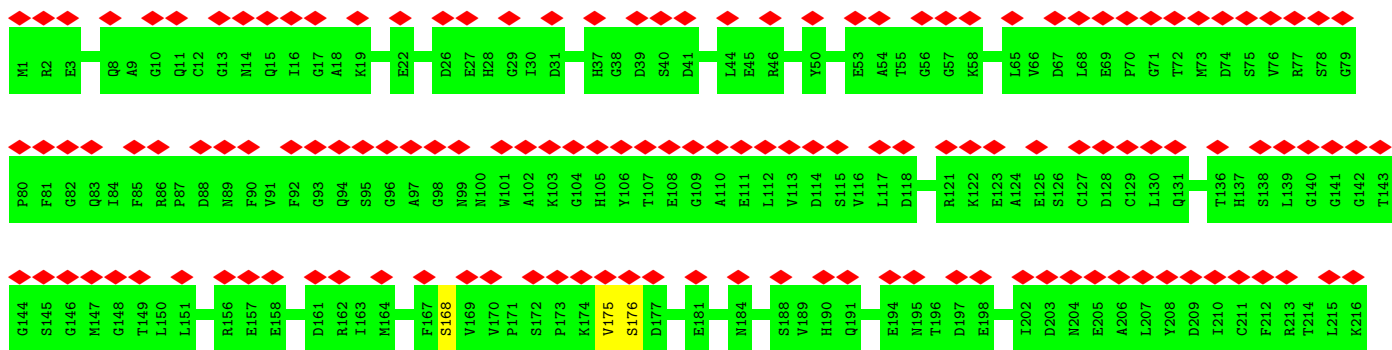 M1 R2 E3 Q8 A9 G10 Q11 C12 G13 N14 Q15 I16 G17 A18 K19 E22 D26 E27 H28 G29 I30 D31 H37 G38 D39 S40 D41 L44 E45 R46 Y50 E53 A54 T55 G56 G57 K58 L65 V66 D67 L68 E69 P70 G71 T72 M73 D74 S75 V76 R77 S78 G79
P80 F81 G82 Q83 I84 F85 R86 P87 D88 N89 F90 V91 F92 G93 Q94 S95 G96 A97 G98 N99 N100 W101 A102 K103 G104 H105 Y106 T107 E108 G109 A110 E111 L112 V113 D114 S115 V116 L117 D118 R121 K122 E123 A124 E125 S126 C127 D128 C129 L130 Q131 T136 H137 S138 L139 G140 G141 G142 T143
G144 S145 G146 M147 G148 T149 L150 L151 R156 E157 E158 D161 R162 I163 M164 F167 S168 V169 V170 P171 S172 P173 K174 V175 S176 D177 E181 N184 S188 V189 H190 Q191 E194 N195 T196 D197 E198 I202 D203 N204 E205 A206 L207 Y208 D209 I210 C211 F212 R213 T214 L215 K216